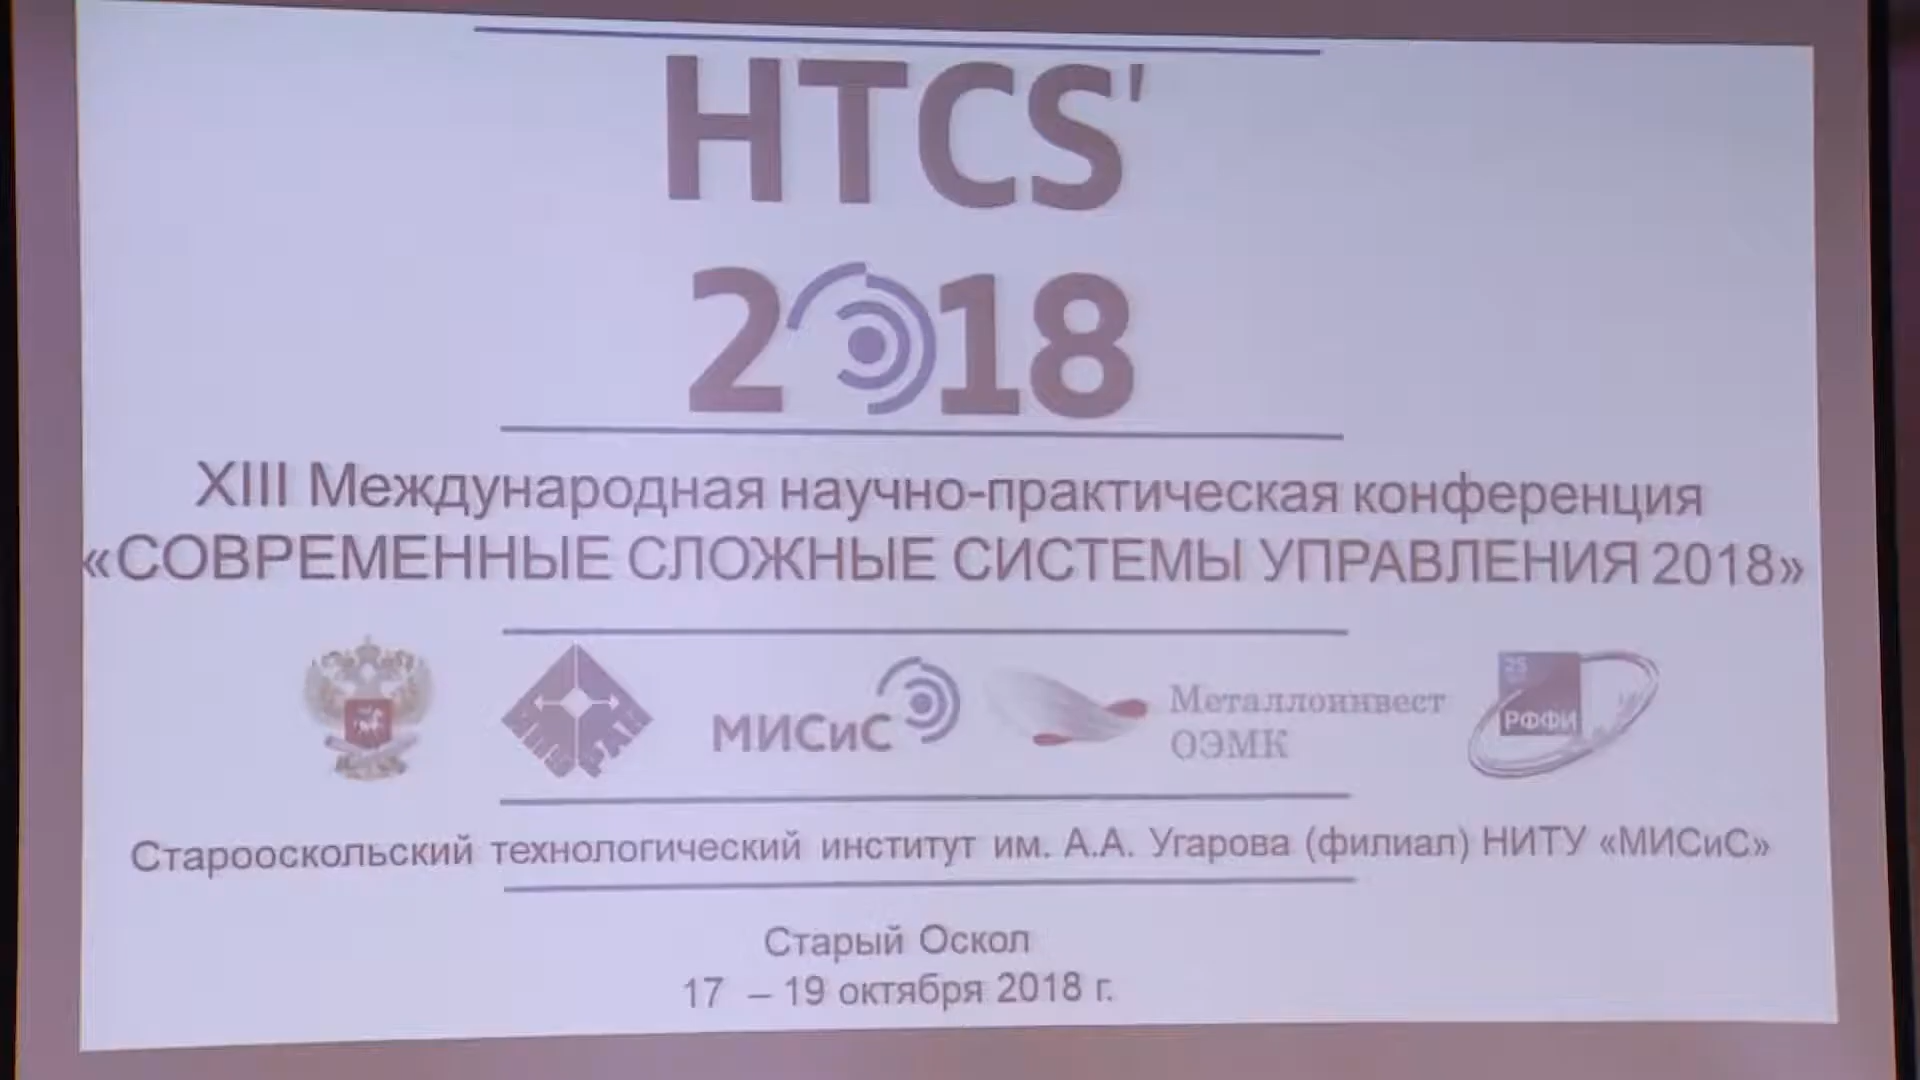 HTCS'
2018
XIII Международная научно-практическая конференция
«СОВРЕМЕННЫЕ СЛОЖНЫЕ СИСТЕМЫ УПРАВЛЕНИЯ 2018»
МИСиС
Металлоинвест
ОЭМК
25
РФФИ
Старооскольский технологический институт им. А.А. Угарова (филиал) НИТУ «МИСиС»
Старый Оскол
17 – 19 октября 2018 г.